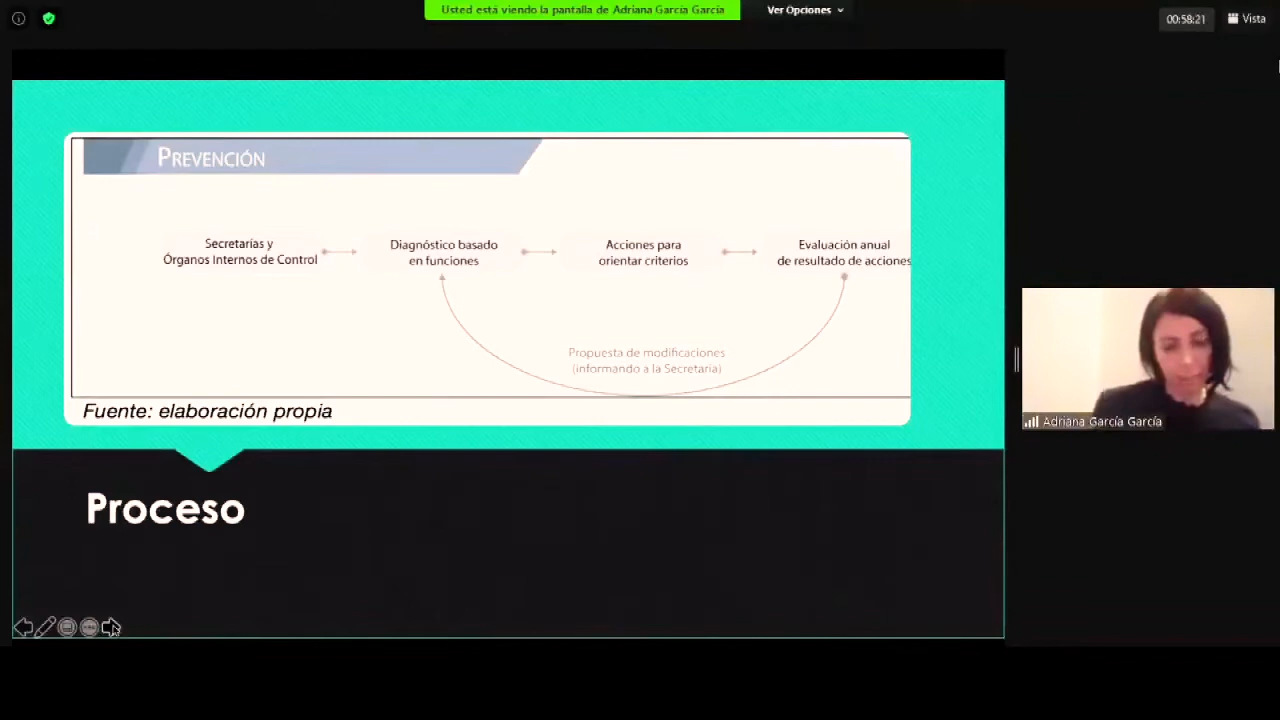 Usted está viendo la pantalla de Adriana García García
Ver Opciones
00:58:21
Vista
PREVENCIÓN
Secretarías y
Órganos Internos de Control
Diagnóstico basado
en funciones
Acciones para
orientar criterios
Evaluación anual
de resultado de acciones
Propuesta de modificaciones
(informando a la Secretaría)
Fuente: elaboración propia
Adriana García García
Proceso